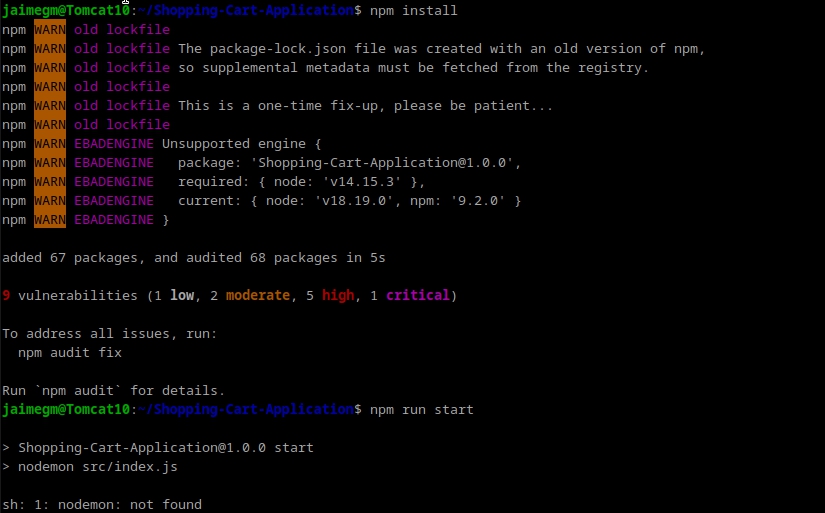 jaimegm@Tomcat10:~/Shopping-Cart-Application$ npm install
npm WARN old lockfile
npm WARN old lockfile The package-lock.json file was created with an old version of npm,
npm WARN old lockfile so supplemental metadata must be fetched from the registry.
npm WARN old lockfile
npm WARN old lockfile This is a one-time fix-up, please be patient...
npm WARN old lockfile
npm WARN EBADENGINE Unsupported engine {
npm WARN EBADENGINE   package: 'Shopping-Cart-Application@1.0.0',
npm WARN EBADENGINE   required: { node: 'v14.15.3' },
npm WARN EBADENGINE   current: { node: 'v18.19.0', npm: '9.2.0' }
npm WARN EBADENGINE }
added 67 packages, and audited 68 packages in 5s
9 vulnerabilities (1 low, 2 moderate, 5 high, 1 critical)
To address all issues, run:
  npm audit fix
Run `npm audit` for details.
jaimegm@Tomcat10:~/Shopping-Cart-Application$ npm run start
> Shopping-Cart-Application@1.0.0 start
> nodemon src/index.js
sh: 1: nodemon: not found